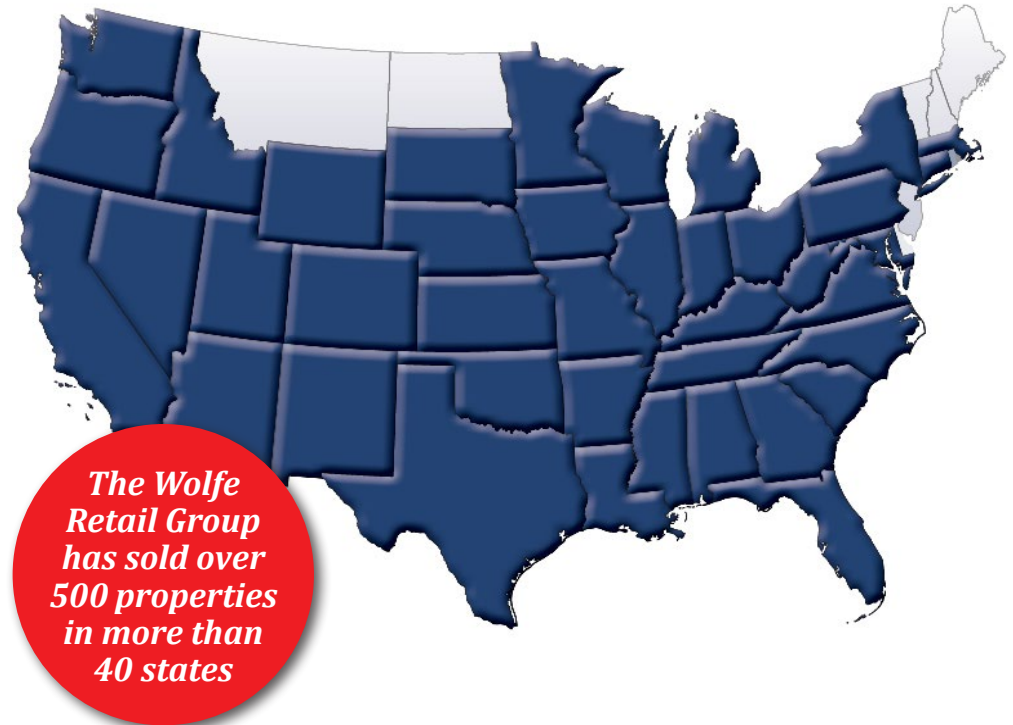 The Wolfe
Retail Group
has sold over
500 properties
in more than
40 states